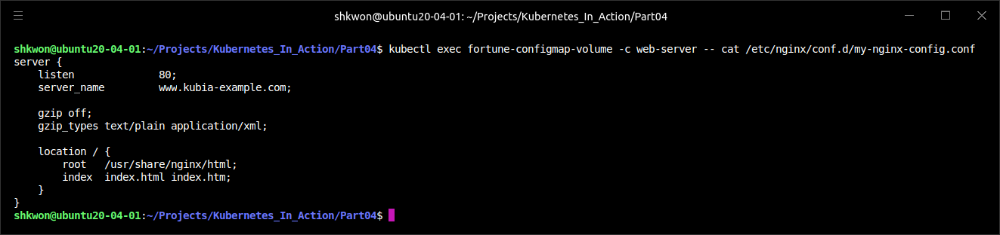 shkwon@ubuntu20-04-01: ~/Projects/Kubernetes_In_Action/Part04
shkwon@ubuntu20-04-01:~/Projects/Kubernetes_In_Action/Part04$ kubectl exec fortune-configmap-volume -c web-server -- cat /etc/nginx/conf.d/my-nginx-config.conf
server {
    listen              80;
    server_name         www.kubia-example.com;

    gzip off;
    gzip_types text/plain application/xml;

    location / {
        root   /usr/share/nginx/html;
        index  index.html index.htm;
    }
}
shkwon@ubuntu20-04-01:~/Projects/Kubernetes_In_Action/Part04$